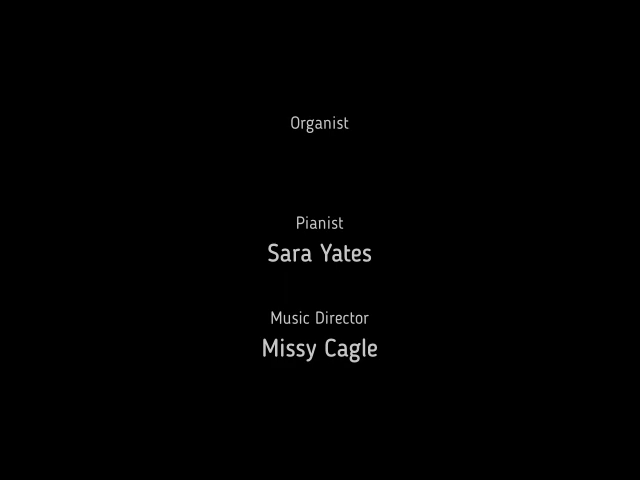 Organist
Pianist
Sara Yates
Music Director
Missy Cagle